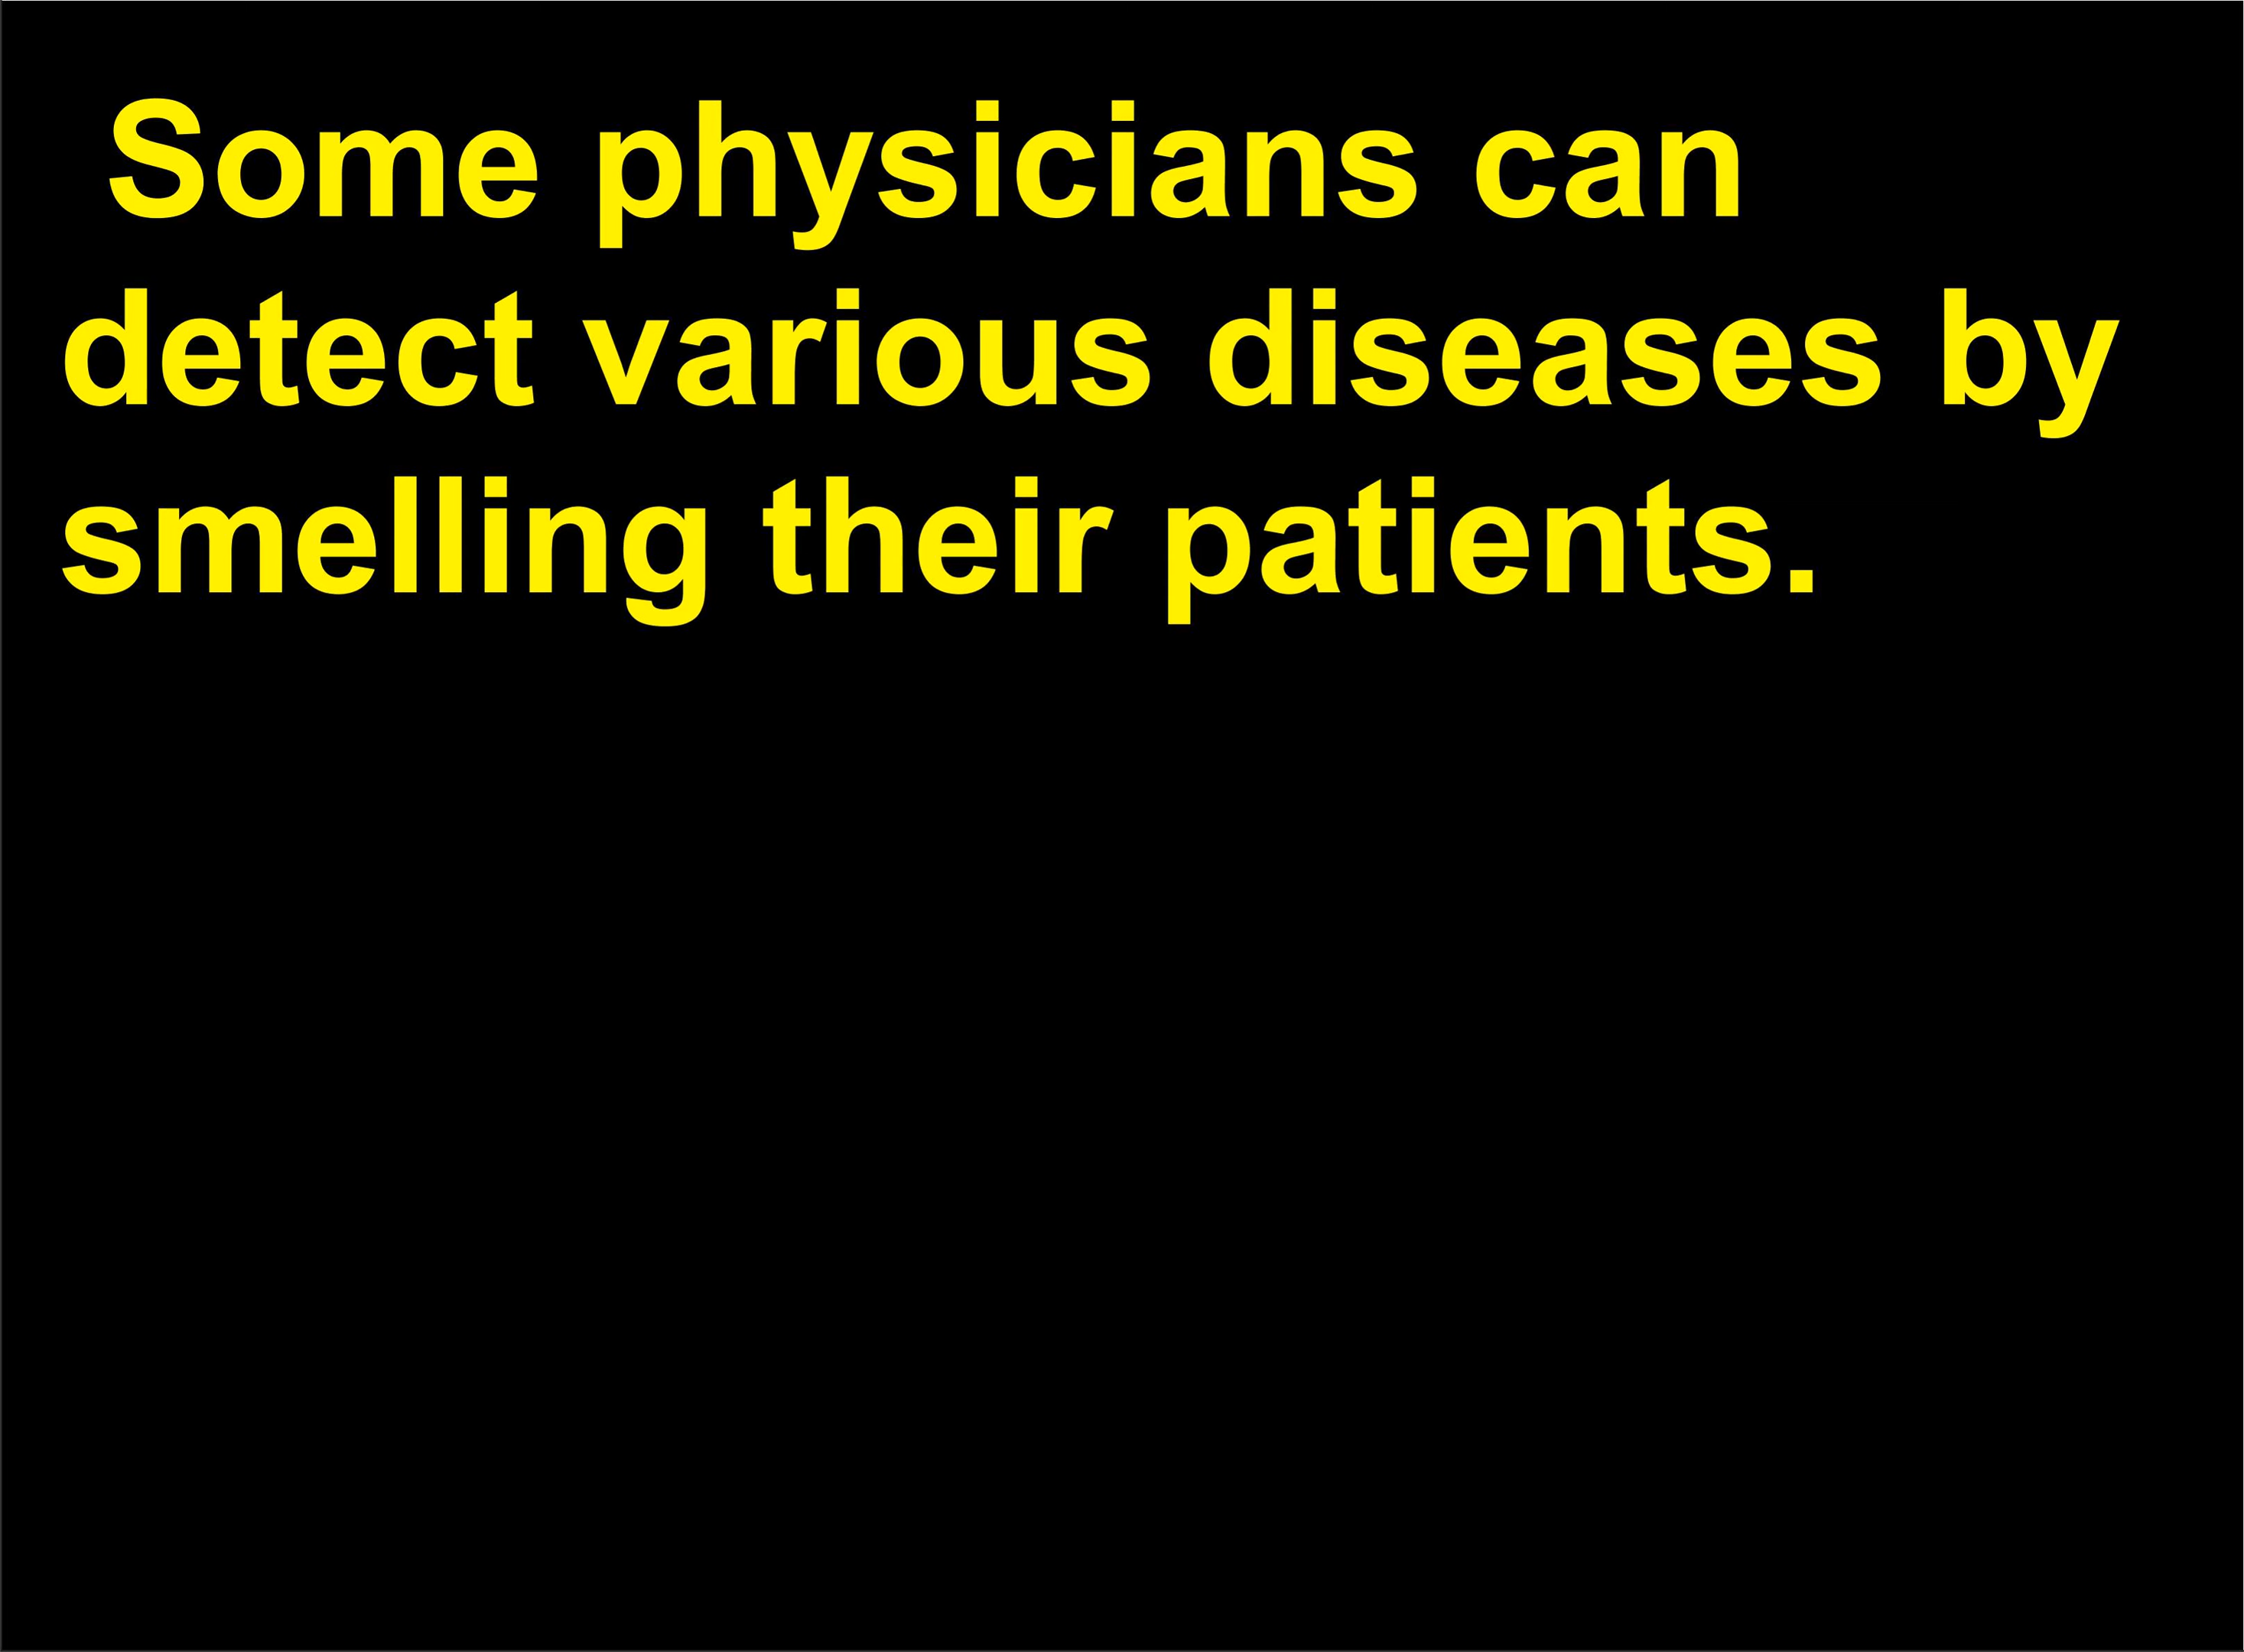 Some physicians can
detect various diseases by
smelling their patients.